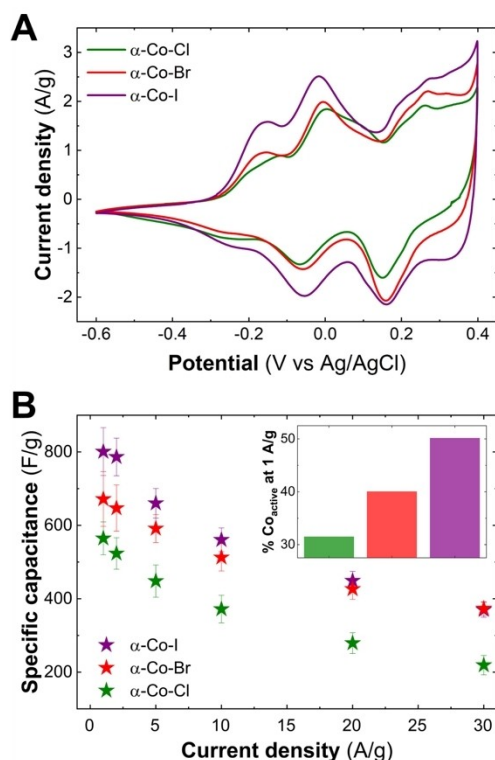 A
α-Co-Cl
α-Co-Br
α-Co-I
Current density (A/g)
3
2
1
0
-1
-2
-0.6 -0.4 -0.2 0.0 0.2 0.4
Potential (V vs Ag/AgCl)
B
Specific capacitance (F/g)
800
600
400
200
% Co_active at 1 A/g
50
40
30
α-Co-I
α-Co-Br
α-Co-Cl
0 5 10 15 20 25 30
Current density (A/g)